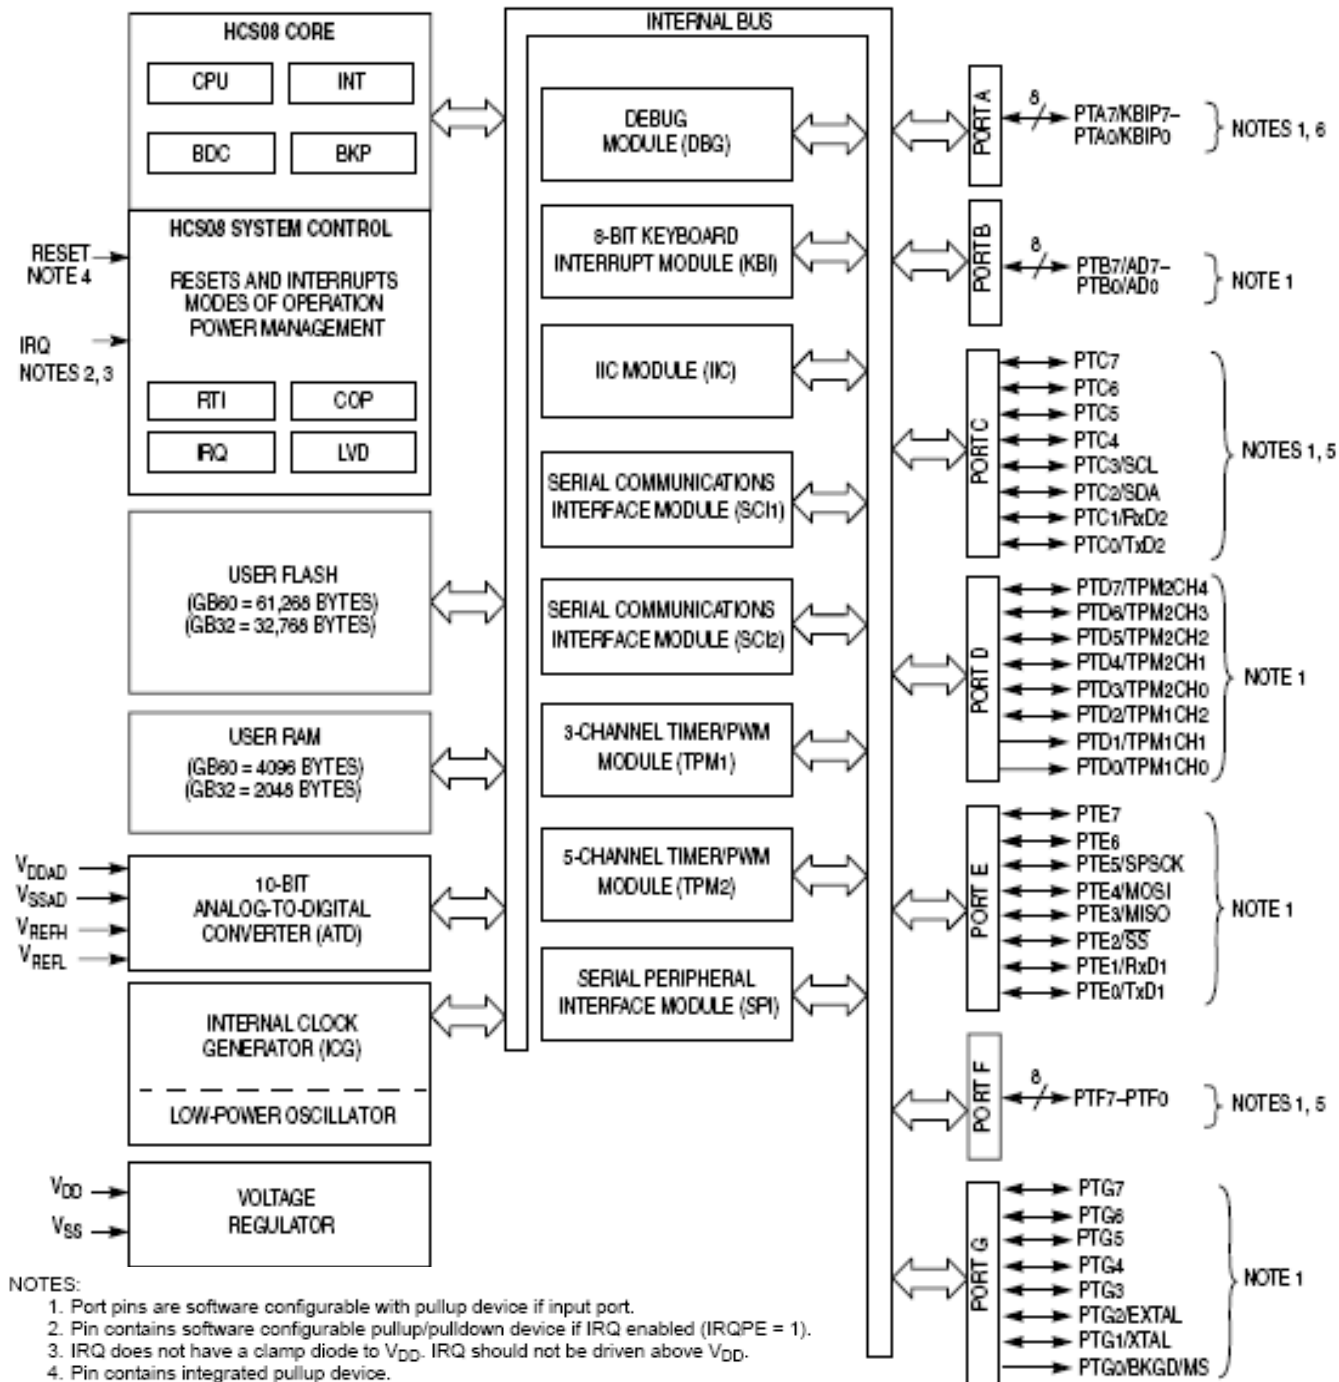 HCS08 CORE
CPU
INT
BDC
BKP
HCS08 SYSTEM CONTROL
RESETS AND INTERRUPTS
MODES OF OPERATION
POWER MANAGEMENT
RTI
COP
IRQ
LVD
RESET
NOTE 4
IRQ
NOTES 2, 3
USER FLASH
(GB60 = 61,268 BYTES)
(GB32 = 32,768 BYTES)
USER RAM
(GB60 = 4096 BYTES)
(GB32 = 2048 BYTES)
VDDAD
VSSAD
VREFH
VREFL
10-BIT
ANALOG-TO-DIGITAL
CONVERTER (ATD)
INTERNAL CLOCK
GENERATOR (ICG)
LOW-POWER OSCILLATOR
VDD
VSS
VOLTAGE
REGULATOR
INTERNAL BUS
DEBUG
MODULE (DBG)
8-BIT KEYBOARD
INTERRUPT MODULE (KBI)
IIC MODULE (IIC)
SERIAL COMMUNICATIONS
INTERFACE MODULE (SCI1)
SERIAL COMMUNICATIONS
INTERFACE MODULE (SCI2)
3-CHANNEL TIMER/PWM
MODULE (TPM1)
5-CHANNEL TIMER/PWM
MODULE (TPM2)
SERIAL PERIPHERAL
INTERFACE MODULE (SPI)
PORT A
8
PTA7/KBIP7–
PTA0/KBIP0
NOTES 1, 6
PORT B
8
PTB7/AD7–
PTB0/AD0
NOTE 1
PORT C
PTC7
PTC6
PTC5
PTC4
PTC3/SCL
PTC2/SDA
PTC1/RxD2
PTC0/TxD2
NOTES 1, 5
PORT D
PTD7/TPM2CH4
PTD6/TPM2CH3
PTD5/TPM2CH2
PTD4/TPM2CH1
PTD3/TPM2CH0
PTD2/TPM1CH2
PTD1/TPM1CH1
PTD0/TPM1CH0
NOTE 1
PORT E
PTE7
PTE6
PTE5/SPSCK
PTE4/MOSI
PTE3/MISO
PTE2/SS
PTE1/RxD1
PTE0/TxD1
NOTE 1
PORT F
8
PTF7–PTF0
NOTES 1, 5
PORT G
PTG7
PTG6
PTG5
PTG4
PTG3
PTG2/EXTAL
PTG1/XTAL
PTG0/BKGD/MS
NOTE 1
NOTES:
1. Port pins are software configurable with pullup device if input port.
2. Pin contains software configurable pullup/pulldown device if IRQ enabled (IRQPE = 1).
3. IRQ does not have a clamp diode to VDD. IRQ should not be driven above VDD.
4. Pin contains integrated pullup device.